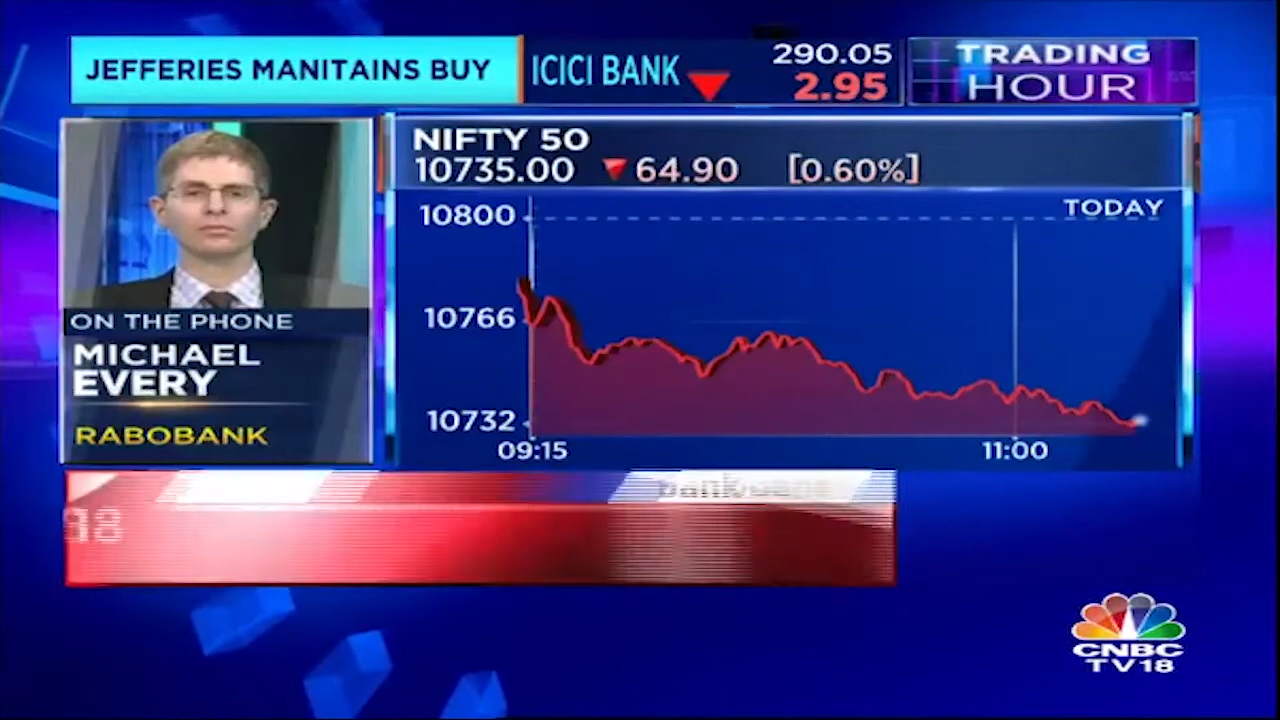 JEFFERIES MANITAINS BUY
ICICI BANK
290.05
2.95
TRADING
HOUR
NIFTY 50
10735.00 64.90 [0.60%]
TODAY
10800
10766
10732
09:15 11:00
ON THE PHONE
MICHAEL
EVERY
RABOBANK
18
CNBC
TV18